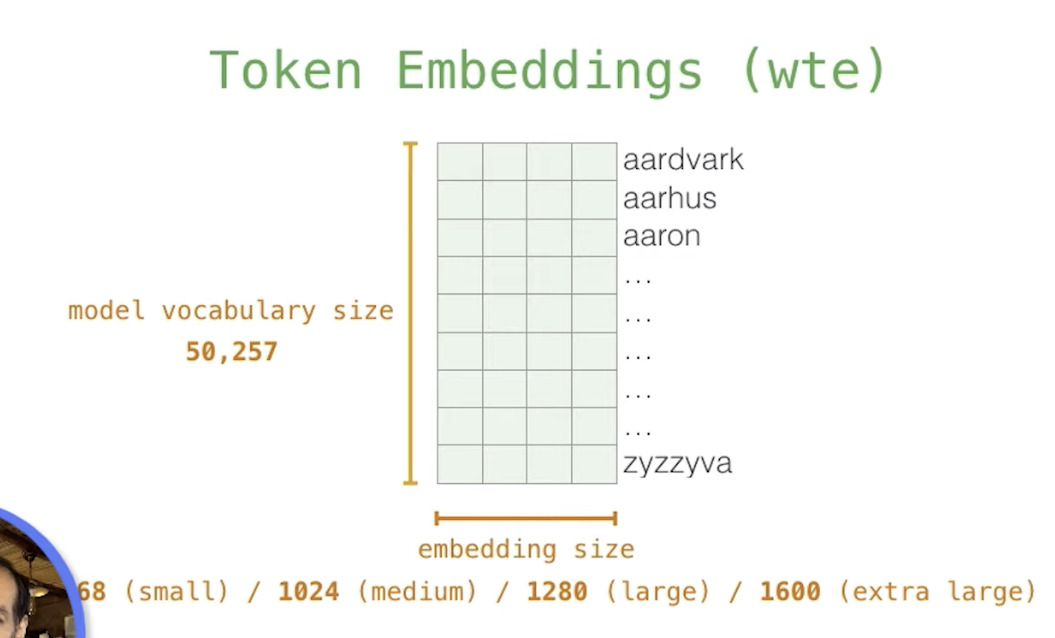 Token Embeddings (wte)
aardvark
aarhus
aaron
...
model vocabulary size
...
50,257
...
...
...
zyzzyva
embedding size
68 (small) / 1024 (medium) / 1280 (large) / 1600 (extra large)